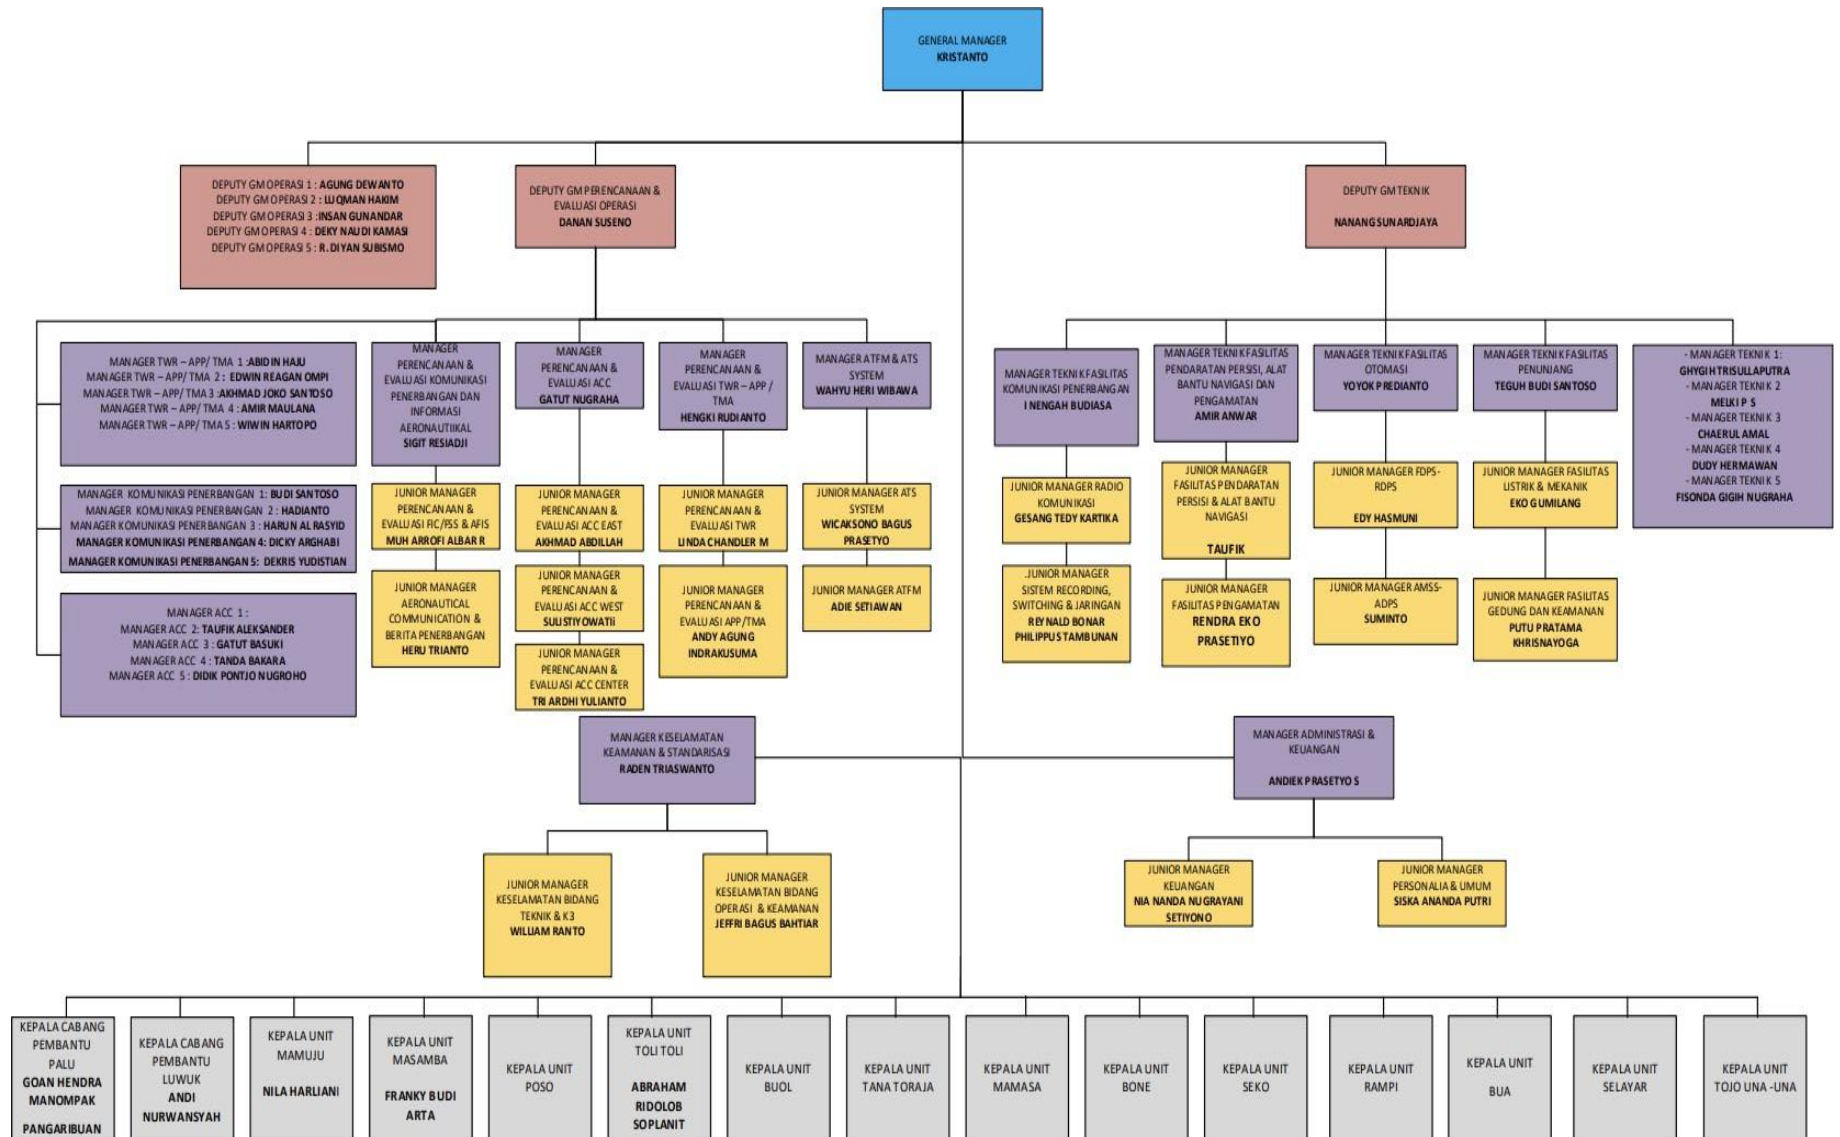 GENERAL MANAGER
KRISTANTO
DEPUTY GM OPERASI 1 : AGUNG DEWANTO
DEPUTY GM OPERASI 2 : LUQMAN HAKIM
DEPUTY GM OPERASI 3 :INSAN GUNANDAR
DEPUTY GM OPERASI 4 : DEKY NAUDI KAMASI
DEPUTY GM OPERASI 5 : R. DIYAN SUBISMO
DEPUTY GM PERENCANAAN &
EVALUASI OPERASI
DANAN SUSENO
DEPUTY GM TEKNIK
NANANG SUNARDJAYA
MANAGER TWR – APP/ TMA 1 :ABIDIN HAJU
MANAGER TWR – APP/ TMA 2 : EDWIN REAGAN OMPI
MANAGER TWR – APP/ TMA 3 :AKHMAD JOKO SANTOSO
MANAGER TWR – APP/ TMA 4 : AMIR MAULANA
MANAGER TWR – APP/ TMA 5 : WIWIN HARTOPO
MANAGER KOMUNIKASI PENERBANGAN 1: BUDI SANTOSO
MANAGER KOMUNIKASI PENERBANGAN 2 : HADIANTO
MANAGER KOMUNIKASI PENERBANGAN 3 : HARUN AL RASYID
MANAGER KOMUNIKASI PENERBANGAN 4: DICKY ARGHABI
MANAGER KOMUNIKASI PENERBANGAN 5: DEKRIS YUDISTIAN
MANAGER ACC 1 :
MANAGER ACC 2: TAUFIK ALEKSANDER
MANAGER ACC 3 : GATUT BASUKI
MANAGER ACC 4 : TANDA BAKARA
MANAGER ACC 5 : DIDIK PONTJO NUGROHO
MANAGER
PERENCANAAN &
EVALUASI KOMUNIKASI
PENERBANGAN DAN
INFORMASI
AERONAUTIIKAL
SIGIT RESIADJI
JUNIOR MANAGER
PERENCANAAN &
EVALUASI FIC/FSS & AFIS
MUH ARROFI ALBAR R
JUNIOR MANAGER
AERONAUTICAL
COMMUNICATION &
BERITA PENERBANGAN
HERU TRIANTO
MANAGER
PERENCANAAN &
EVALUASI ACC
GATUT NUGRAHA
JUNIOR MANAGER
PERENCANAAN &
EVALUASI ACC EAST
AKHMAD ABDILLAH
JUNIOR MANAGER
PERENCANAAN &
EVALUASI ACC WEST
SULISTIYOWATIi
JUNIOR MANAGER
PERENCANAAN &
EVALUASI ACC CENTER
TRI ARDHI YULIANTO
MANAGER
PERENCANAAN &
EVALUASI TWR – APP /
TMA
HENGKI RUDIANTO
JUNIOR MANAGER
PERENCANAAN &
EVALUASI TWR
LINDA CHANDLER M
JUNIOR MANAGER
PERENCANAAN &
EVALUASI APP/TMA
ANDY AGUNG
INDRAKUSUMA
MANAGER ATFM & ATS
SYSTEM
WAHYU HERI WIBAWA
JUNIOR MANAGER ATS
SYSTEM
WICAKSONO BAGUS
PRASETYO
JUNIOR MANAGER ATFM
ADIE SETIAWAN
MANAGER TEKNIK FASILITAS
KOMUNIKASI PENERBANGAN
I NENGAH BUDIASA
JUNIOR MANAGER RADIO
KOMUNIKASI
GESANG TEDY KARTIKA
.JUNIOR MANAGER
SISTEM RECORDING,
SWITCHING & JARINGAN
REYNALD BONAR
PHILIPPUS TAMBUNAN
MANAGER TEKNIK FASILITAS
PENDARATAN PERSISI, ALAT
BANTU NAVIGASI DAN
PENGAMATAN
AMIR ANWAR
JUNIOR MANAGER
FASILITAS PENDARATAN
PERSISI & ALAT BANTU
NAVIGASI
TAUFIK
JUNIOR MANAGER
FASILITAS PENGAMATAN
RENDRA EKO
PRASETIYO
MANAGER TEKNIK FASILITAS
OTOMASI
YOYOK PREDIANTO
JUNIOR MANAGER FDPS-
RDPS
EDY HASMUNI
JUNIOR MANAGER AMSS-
ADPS
SUMINTO
MANAGER TEKNIK FASILITAS
PENUNJANG
TEGUH BUDI SANTOSO
JUNIOR MANAGER FASILITAS
LISTRIK & MEKANIK
EKO GUMILANG
JUNIOR MANAGER FASILITAS
GEDUNG DAN KEAMANAN
PUTU PRATAMA
KHRISNAYOGA
- MANAGER TEKNIK 1:
GHYGIH TRISULLAPUTRA
- MANAGER TEKNIK 2
MELKI P S
- MANAGER TEKNIK 3
CHAERUL AMAL
- MANAGER TEKNIK 4
DUDY HERMAWAN
- MANAGER TEKNIK 5
FISONDA GIGIH NUGRAHA
MANAGER KESELAMATAN
KEAMANAN & STANDARISASI
RADEN TRIASWANTO
MANAGER ADMINISTRASI &
KEUANGAN
ANDIEK PRASETYO S
JUNIOR MANAGER
KESELAMATAN BIDANG
TEKNIK & K3
WILLIAM RANTO
JUNIOR MANAGER
KESELAMATAN BIDANG
OPERASI & KEAMANAN
JEFFRI BAGUS BAHTIAR
JUNIOR MANAGER
KEUANGAN
NIA NANDA NUGRAYANI
SETIYONO
JUNIOR MANAGER
PERSONALIA & UMUM
SISKA ANANDA PUTRI
KEPALA CABANG
PEMBANTU
PALU
GOAN HENDRA
MANOMPAK
PANGARIBUAN
KEPALA CABANG
PEMBANTU
LUWUK
ANDI
NURWANSYAH
KEPALA UNIT
MAMUJU
NILA HARLIANI
KEPALA UNIT
MASAMBA
FRANKY BUDI
ARTA
KEPALA UNIT
POSO
KEPALA UNIT
TOLI TOLI
ABRAHAM
RIDOLOB
SOPLANIT
KEPALA UNIT
BUOL
KEPALA UNIT
TANA TORAJA
KEPALA UNIT
MAMASA
KEPALA UNIT
BONE
KEPALA UNIT
SEKO
KEPALA UNIT
RAMPI
KEPALA UNIT
BUA
KEPALA UNIT
SELAYAR
KEPALA UNIT
TOJO UNA -UNA